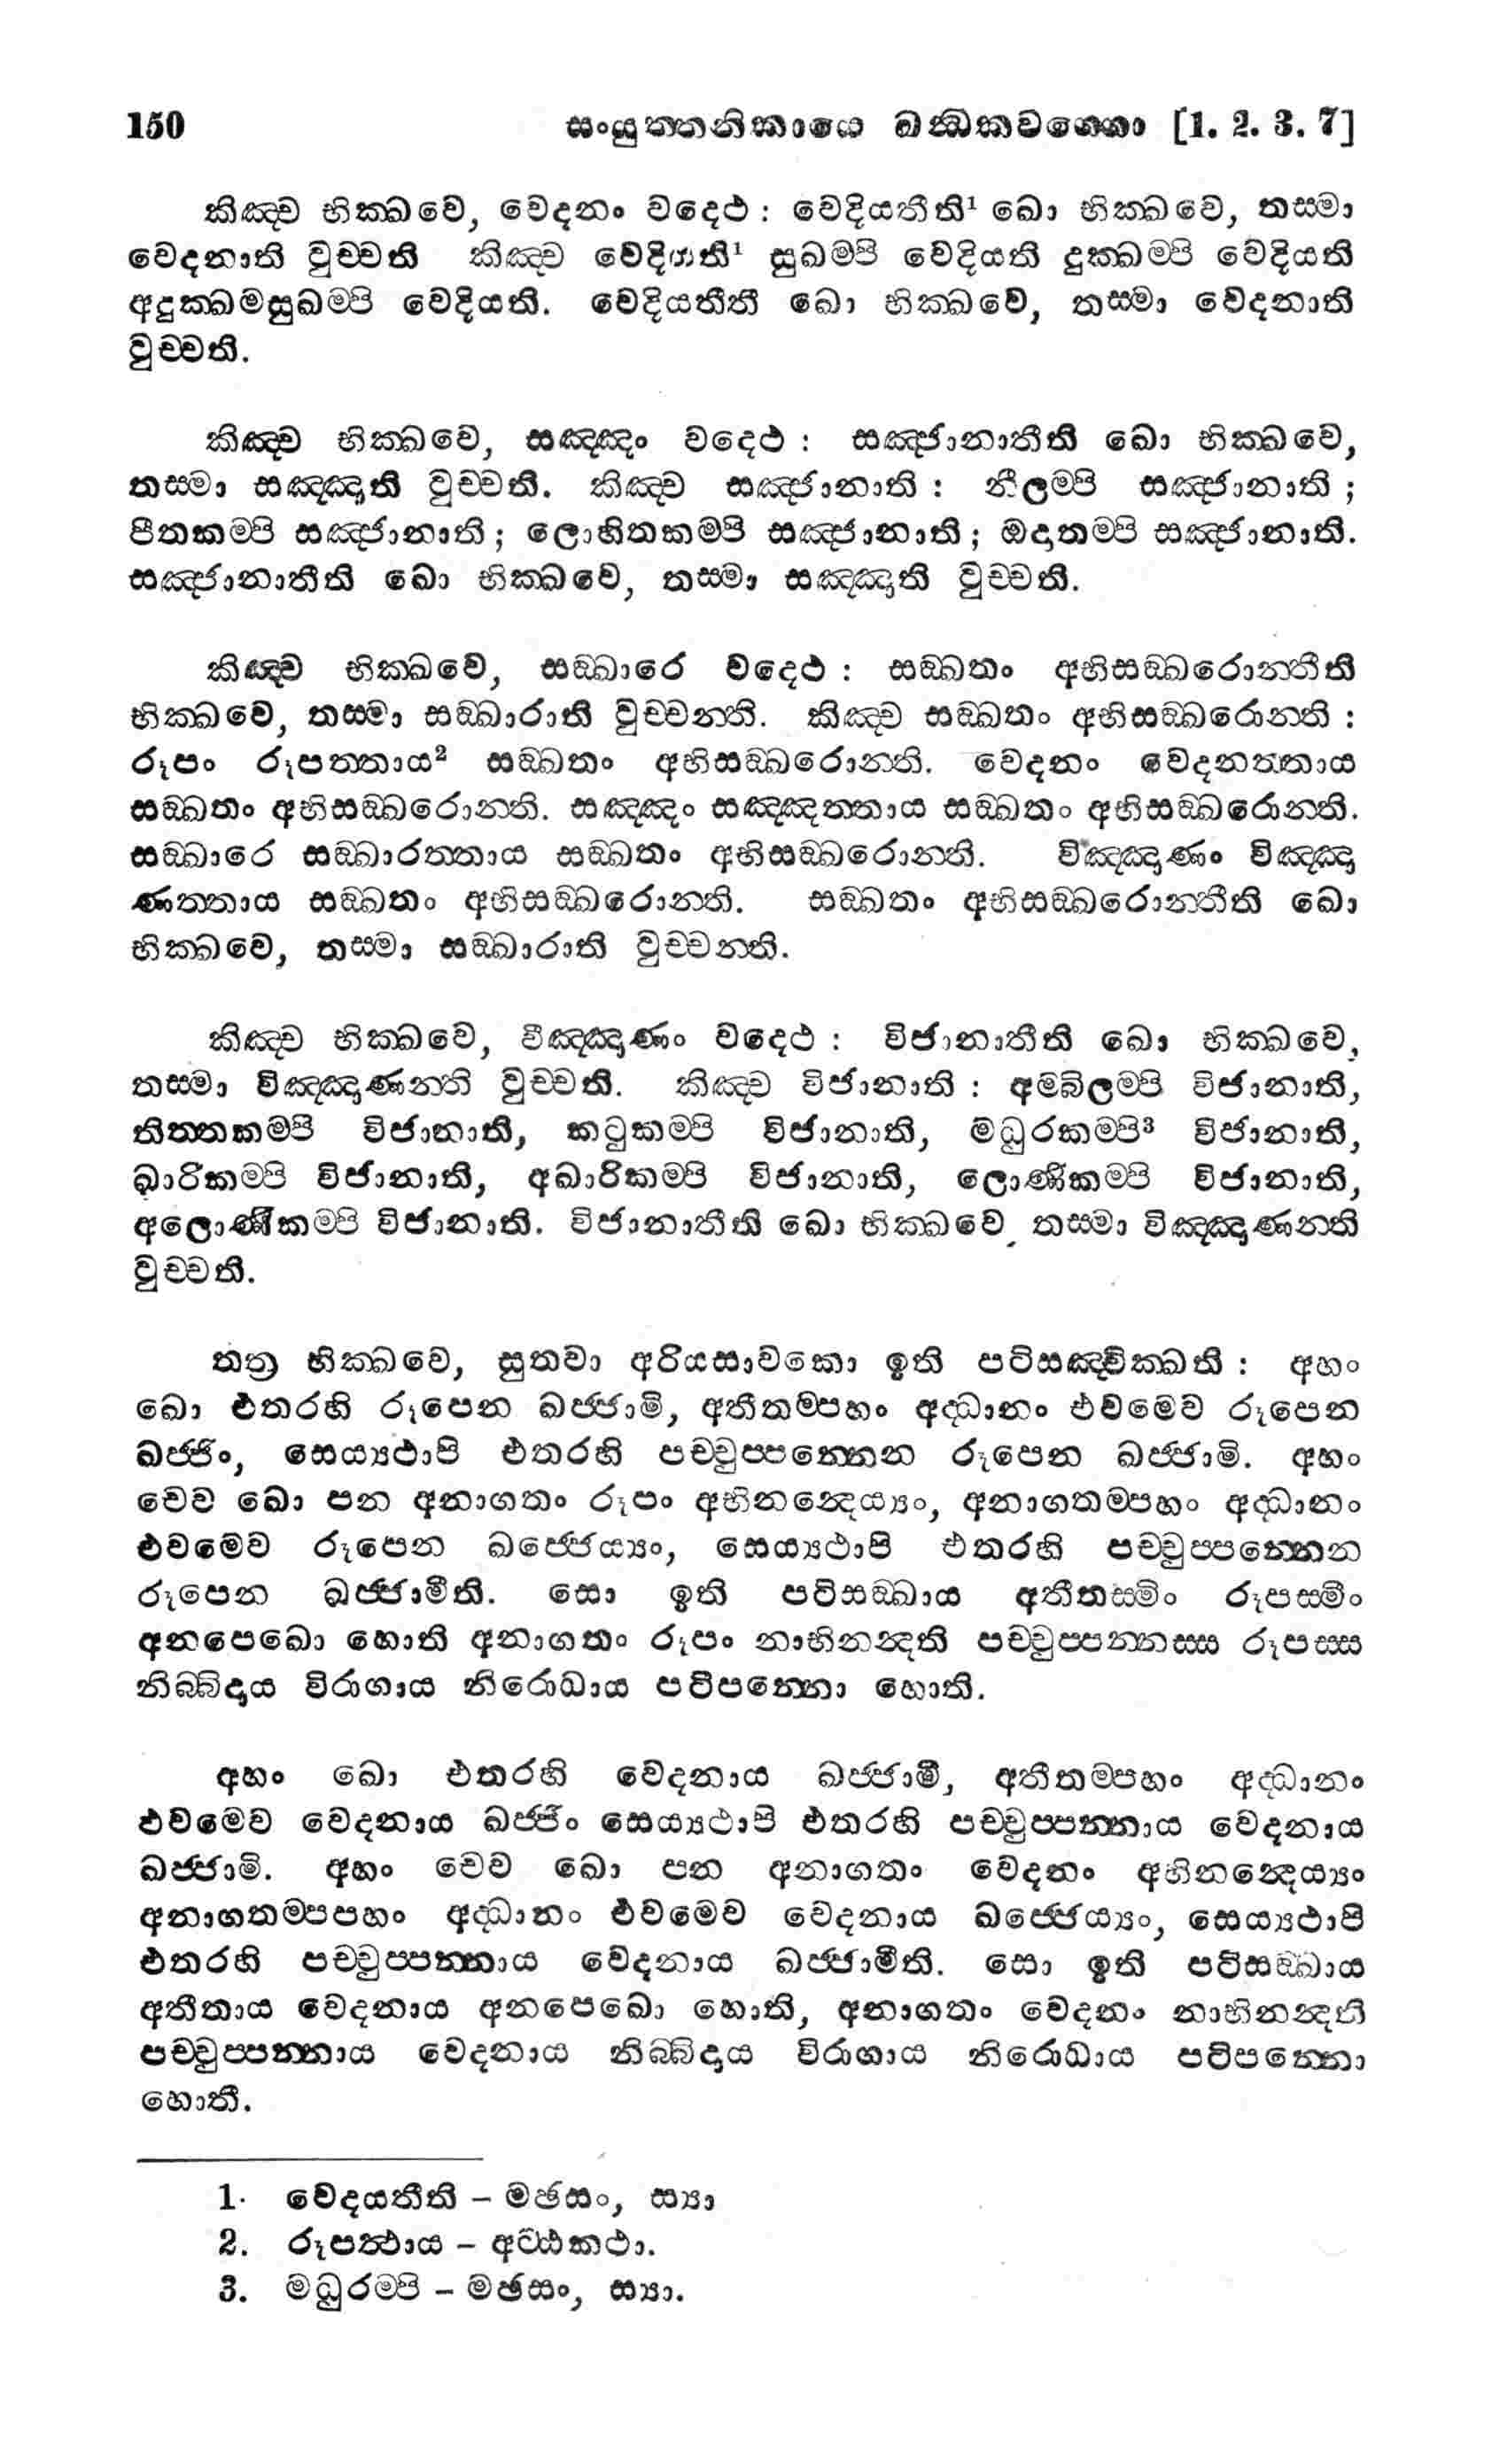 150 සංයුත්තනිකායෙ ඛන්ධකවග්ගො [1. 2. 3. 7]
කිඤ්ච භික්ඛවෙ, වෙදනං වදෙථ : වෙදියතීති¹ ඛො භික්ඛවෙ, තස්මා
වෙදනාති වුච්චති කිඤ්ච වෙදියති¹ සුඛම්පි වෙදියති දුක්ඛම්පි වෙදියති
අදුක්ඛමසුඛම්පි වෙදියති. වෙදියතීතී ඛො භික්ඛවෙ, තස්මා වෙදනාති
වුච්චති.
කිඤ්ච භික්ඛවෙ, සඤ්ඤං වදෙථ : සඤ්ජානාතීති ඛො භික්ඛවෙ,
තස්මා සඤ්ඤාති වුච්චති. කිඤ්ච සඤ්ජානාති : නීලම්පි සඤ්ජානාති ;
පීතකම්පි සඤ්ජානාති ; ලොහිතකම්පි සඤ්ජානාති ; ඔදාතම්පි සඤ්ජානාති.
සඤ්ජානාතීති ඛො භික්ඛවෙ, තස්මා සඤ්ඤාති වුච්චති.
කිඤ්ච භික්ඛවෙ, සඞ්ඛාරෙ වදෙථ : සඞ්ඛතං අභිසඞ්ඛරොන්තීති
භික්ඛවෙ, තස්මා සඞ්ඛාරාති වුච්චන්ති. කිඤ්ච සඞ්ඛතං අභිසඞ්ඛරොන්ති :
රූපං රූපත්තාය² සඞ්ඛතං අභිසඞ්ඛරොන්ති. වෙදනං වෙදනත්තාය
සඞ්ඛතං අභිසඞ්ඛරොන්ති. සඤ්ඤං සඤ්ඤත්තාය සඞ්ඛතං අභිසඞ්ඛරොන්ති.
සඞ්ඛාරෙ සඞ්ඛාරත්තාය සඞ්ඛතං අභිසඞ්ඛරොන්ති. විඤ්ඤාණං විඤ්ඤා
ණත්තාය සඞ්ඛතං අභිසඞ්ඛරොන්ති. සඞ්ඛතං අභිසඞ්ඛරොන්තීති ඛො
භික්ඛවෙ, තස්මා සඞ්ඛාරාති වුච්චන්ති.
කිඤ්ච භික්ඛවෙ, විඤ්ඤාණං වදෙථ : විජානාතීති ඛො භික්ඛවෙ,
තස්මා විඤ්ඤාණන්ති වුච්චති. කිඤ්ච විජානාති : අම්බිලම්පි විජානාති,
තිත්තකම්පි විජානාති, කටුකම්පි විජානාති, මධුරකම්පි³ විජානාති,
ඛාරිකම්පි විජානාති, අඛාරිකම්පි විජානාති, ලොණිකම්පි විජානාති,
අලොණිකම්පි විජානාති. විජානාතීති ඛො භික්ඛවෙ, තස්මා විඤ්ඤාණන්ති
වුච්චති.
තත්‍ර භික්ඛවෙ, සුතවා අරියසාවකො ඉති පටිසඤ්චික්ඛති : අහං
ඛො එතරහි රූපෙන ඛජ්ජාමි, අතීතම්පහං අද්ධානං එවමෙව රූපෙන
ඛජ්ජිං, සෙය්‍යථාපි එතරහි පච්චුප්පන්නෙන රූපෙන ඛජ්ජාමි. අහං
චෙව ඛො පන අනාගතං රූපං අභිනන්දෙය්‍යං, අනාගතම්පහං අද්ධානං
එවමෙව රූපෙන ඛජ්ජෙය්‍යං, සෙය්‍යථාපි එතරහි පච්චුප්පන්නෙන
රූපෙන ඛජ්ජාමීති. සො ඉති පටිසඞ්ඛාය අතීතස්මිං රූපස්මිං
අනපෙඛො හොති අනාගතං රූපං නාභිනන්දති පච්චුප්පන්නස්ස රූපස්ස
නිබ්බිදාය විරාගාය නිරොධාය පටිපන්නො හොති.
අහං ඛො එතරහි වෙදනාය ඛජ්ජාමි, අතීතම්පහං අද්ධානං
එවමෙව වෙදනාය ඛජ්ජිං සෙය්‍යථාපි එතරහි පච්චුප්පන්නාය වෙදනාය
ඛජ්ජාමි. අහං චෙව ඛො පන අනාගතං වෙදනං අභිනන්දෙය්‍යං
අනාගතම්පපහං අද්ධානං එවමෙව වෙදනාය ඛජ්ජෙය්‍යං, සෙය්‍යථාපි
එතරහි පච්චුප්පන්නාය වෙදනාය ඛජ්ජාමීති. සො ඉති පටිසඞ්ඛාය
අතීතාය වෙදනාය අනපෙඛො හොති, අනාගතං වෙදනං නාභිනන්දති
පච්චුප්පන්නාය වෙදනාය නිබ්බිදාය විරාගාය නිරොධාය පටිපන්නො
හොති.
1. වෙදයතීති – මඡසං, ස්‍යා
2. රූපත්ථාය – අට්ඨකථා.
3. මධුරම්පි – මඡසං, ස්‍යා.